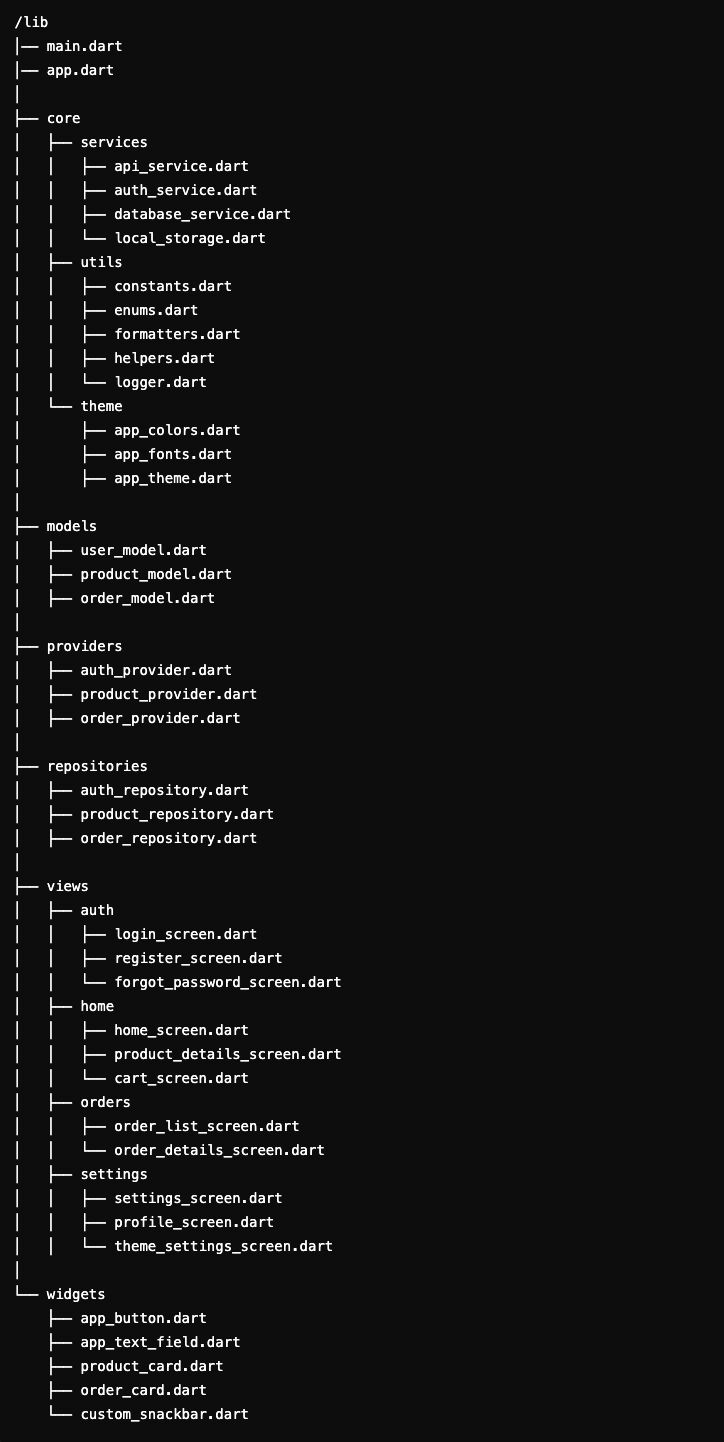 /lib
├── main.dart
├── app.dart
│
├── core
│   ├── services
│   │   ├── api_service.dart
│   │   ├── auth_service.dart
│   │   ├── database_service.dart
│   │   └── local_storage.dart
│   ├── utils
│   │   ├── constants.dart
│   │   ├── enums.dart
│   │   ├── formatters.dart
│   │   ├── helpers.dart
│   │   └── logger.dart
│   └── theme
│       ├── app_colors.dart
│       ├── app_fonts.dart
│       ├── app_theme.dart
│
├── models
│   ├── user_model.dart
│   ├── product_model.dart
│   ├── order_model.dart
│
├── providers
│   ├── auth_provider.dart
│   ├── product_provider.dart
│   ├── order_provider.dart
│
├── repositories
│   ├── auth_repository.dart
│   ├── product_repository.dart
│   ├── order_repository.dart
│
├── views
│   ├── auth
│   │   ├── login_screen.dart
│   │   ├── register_screen.dart
│   │   └── forgot_password_screen.dart
│   ├── home
│   │   ├── home_screen.dart
│   │   ├── product_details_screen.dart
│   │   └── cart_screen.dart
│   ├── orders
│   │   ├── order_list_screen.dart
│   │   └── order_details_screen.dart
│   ├── settings
│   │   ├── settings_screen.dart
│   │   ├── profile_screen.dart
│   │   └── theme_settings_screen.dart
│
└── widgets
    ├── app_button.dart
    ├── app_text_field.dart
    ├── product_card.dart
    ├── order_card.dart
    └── custom_snackbar.dart